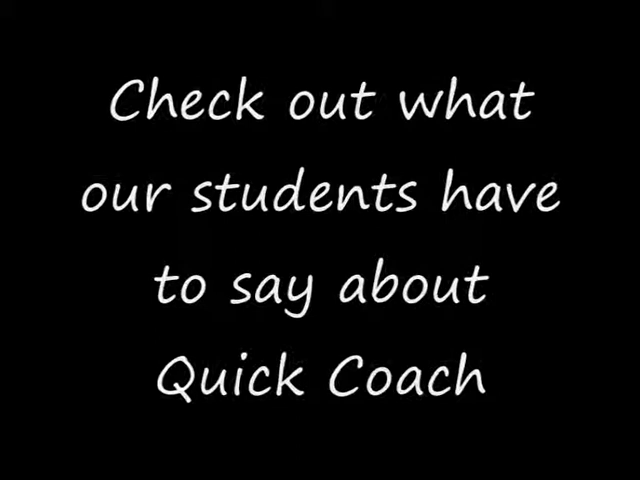 Check out what
our students have
to say about
Quick Coach